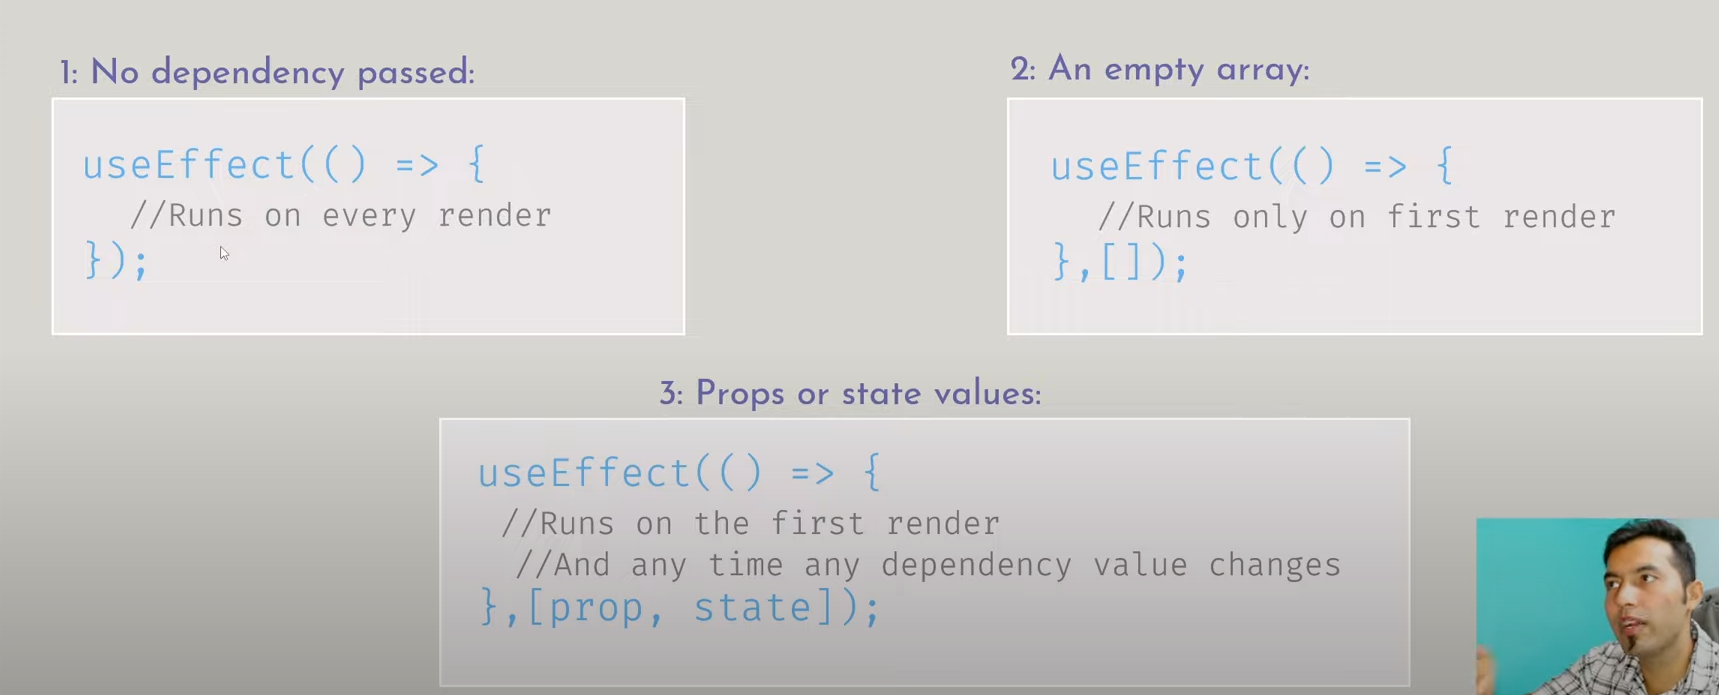 1: No dependency passed:
useEffect(() => {
//Runs on every render
});
2: An empty array:
useEffect(() => {
//Runs only on first render
},[]);
3: Props or state values:
useEffect(() => {
//Runs on the first render
//And any time any dependency value changes
},[prop, state]);